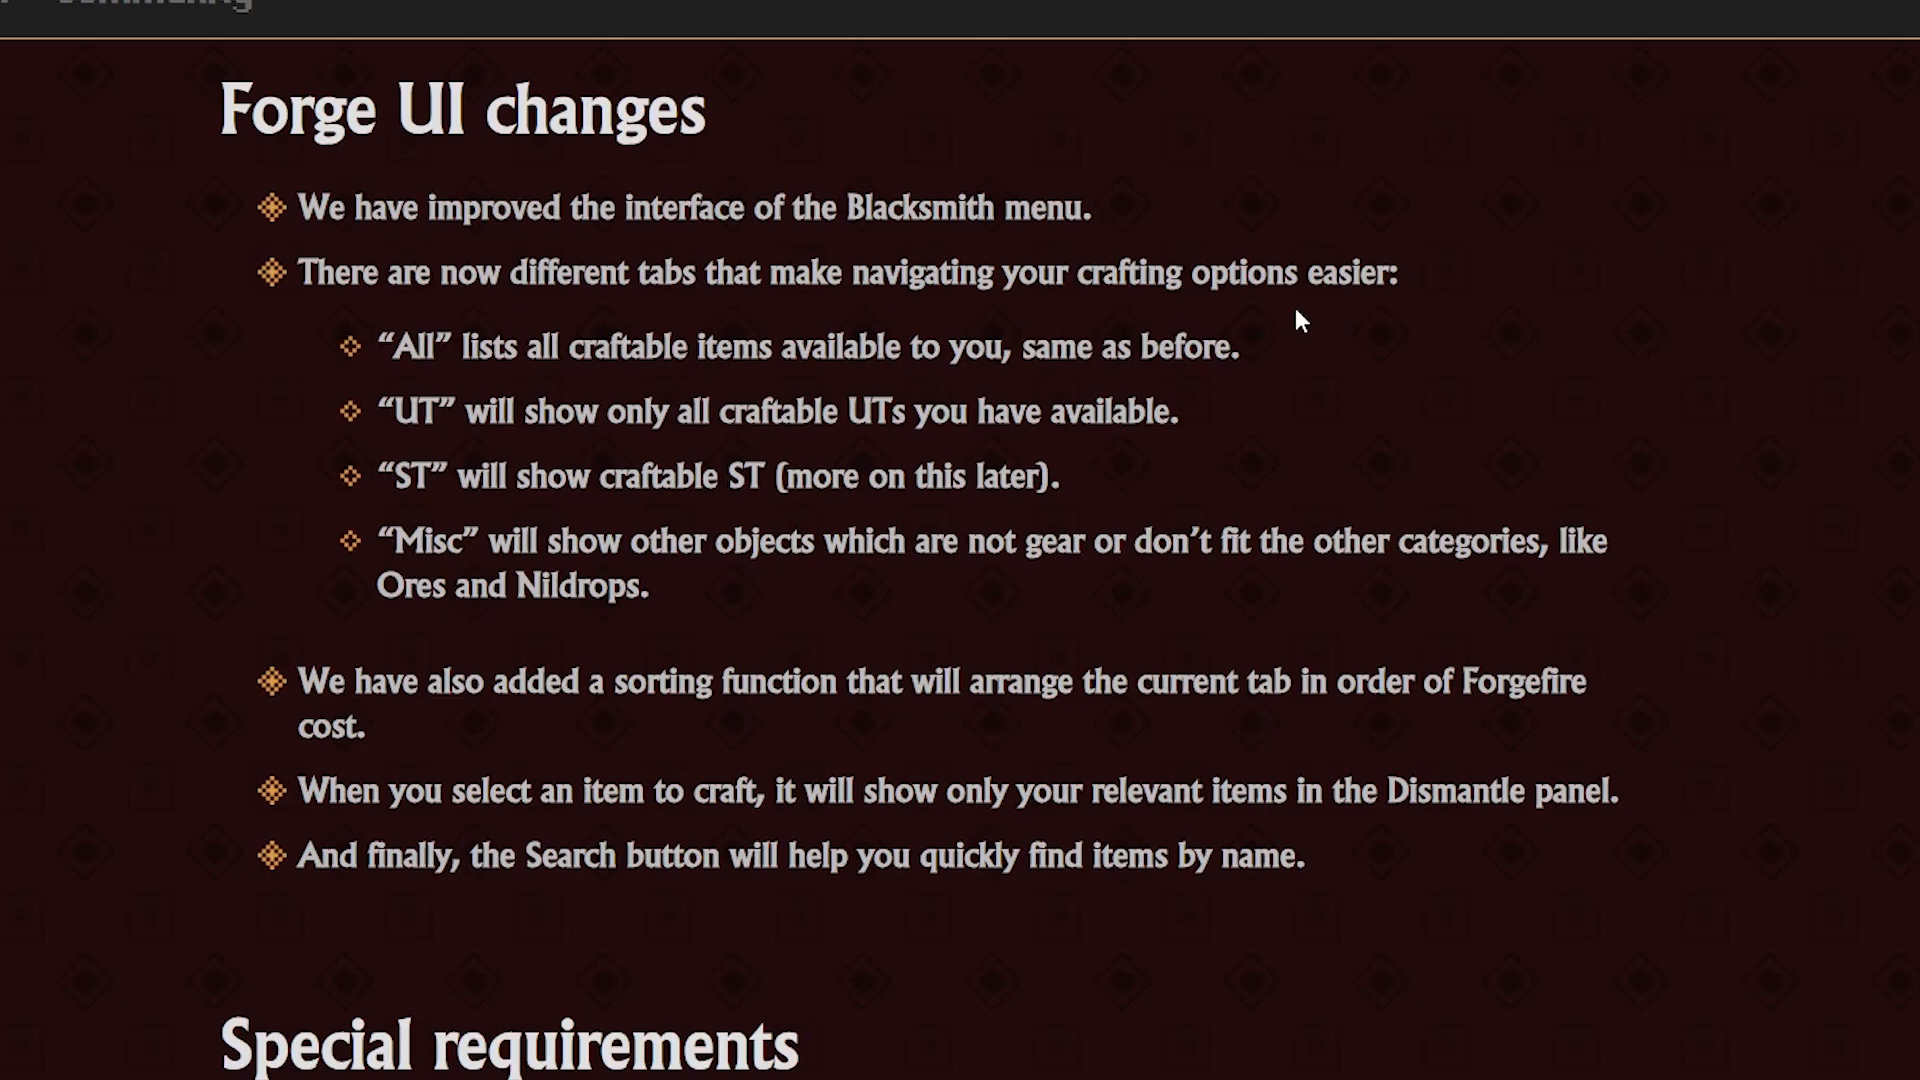 Forge UI changes
We have improved the interface of the Blacksmith menu.
There are now different tabs that make navigating your crafting options easier:
“All” lists all craftable items available to you, same as before.
“UT” will show only all craftable UTs you have available.
“ST” will show craftable ST (more on this later).
“Misc” will show other objects which are not gear or don’t fit the other categories, like
Ores and Nildrops.
We have also added a sorting function that will arrange the current tab in order of Forgefire
cost.
When you select an item to craft, it will show only your relevant items in the Dismantle panel.
And finally, the Search button will help you quickly find items by name.
Special requirements